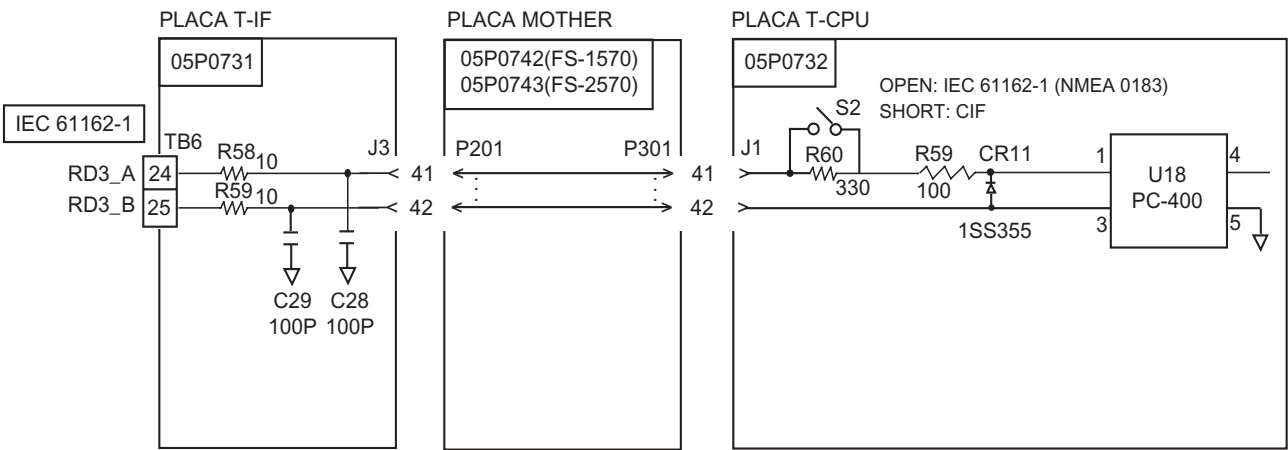 PLACA T-IF
PLACA MOTHER
PLACA T-CPU
05P0731
05P0742(FS-1570)
05P0743(FS-2570)
05P0732
OPEN: IEC 61162-1 (NMEA 0183)
SHORT: CIF
S2
IEC 61162-1
TB6
R58
10
J3
P201
P301
J1
R60
330
R59
100
CR11
1
4
RD3_A
24
41
41
U18
PC-400
RD3_B
25
R59
10
42
42
3
5
1SS355
C29
100P
C28
100P